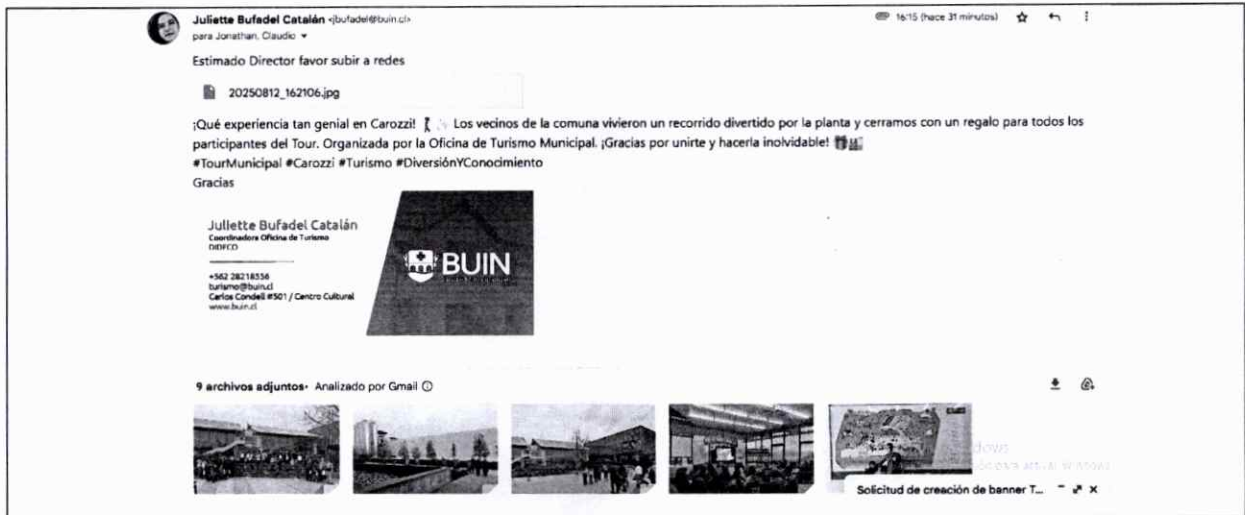 Juliette Bufadel Catalán <jbufadel@buin.cl>
16:15 (hace 31 minutos)
para Jonathan, Claudio
Estimado Director favor subir a redes
20250812_162106.jpg
¡Qué experiencia tan genial en Carozzi! Los vecinos de la comuna vivieron un recorrido divertido por la planta y cerramos con un regalo para todos los
participantes del Tour. Organizada por la Oficina de Turismo Municipal. ¡Gracias por unirte y hacerla inolvidable!
#TourMunicipal #Carozzi #Turismo #DiversiónYConocimiento
Gracias
Juliette Bufadel Catalán
Coordinadora Oficina de Turismo
DIDECO
+562 28218336
turismo@buin.cl
Carlos Condell #501 / Centro Cultural
www.buin.cl
BUIN
9 archivos adjuntos• Analizado por Gmail
Solicitud de creación de banner T...